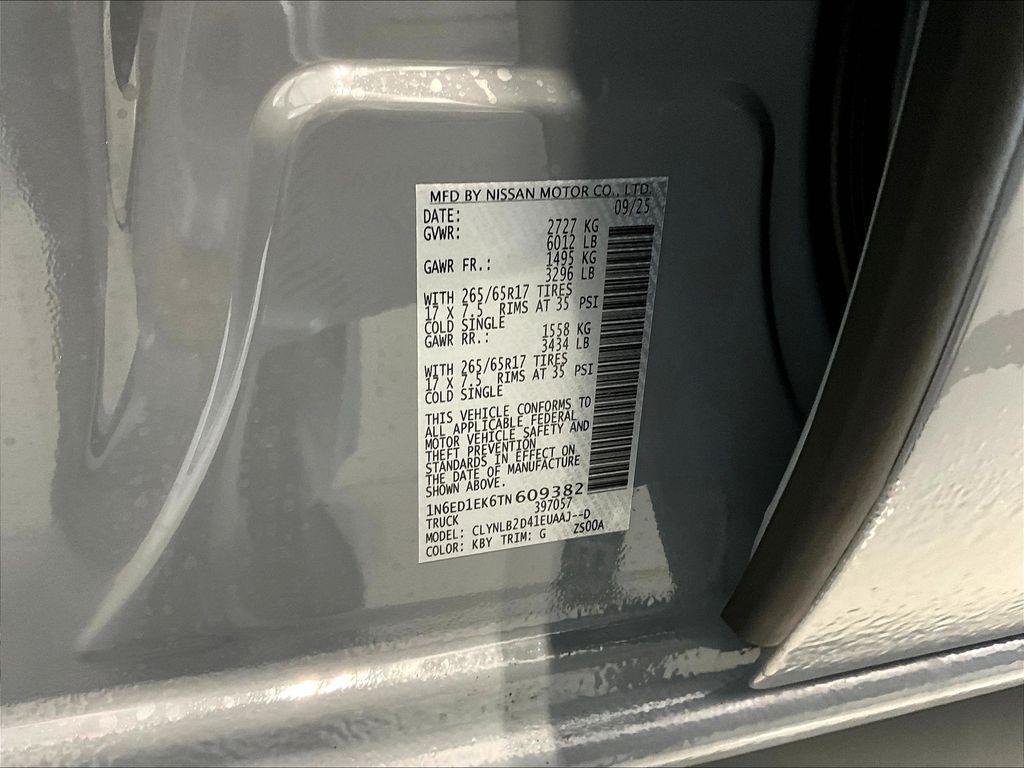 MFD BY NISSAN MOTOR CO., LTD.
DATE: 09/25
GVWR: 2727 KG
6012 LB
GAWR FR.: 1495 KG
3296 LB
WITH 265/65R17 TIRES
17 X 7.5 RIMS AT 35 PSI
COLD SINGLE
GAWR RR.: 1558 KG
3434 LB
WITH 265/65R17 TIRES
17 X 7.5 RIMS AT 35 PSI
COLD SINGLE
THIS VEHICLE CONFORMS TO
ALL APPLICABLE FEDERAL
MOTOR VEHICLE SAFETY AND
THEFT PREVENTION
STANDARDS IN EFFECT ON
THE DATE OF MANUFACTURE
SHOWN ABOVE.
1N6ED1EK6TN609382
TRUCK 397057
MODEL: CLYNLB2D41EUAAJ--D
COLOR: KBY TRIM: G ZS00A